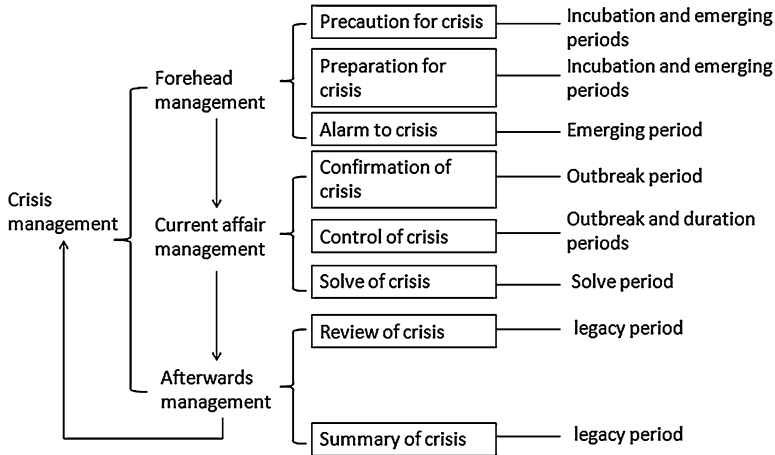 Precaution for crisis
Incubation and emerging
periods
Forehead
management
Preparation for
crisis
Incubation and emerging
periods
Alarm to crisis
Emerging period
Crisis
management
Current affair
management
Confirmation of
crisis
Outbreak period
Control of crisis
Outbreak and duration
periods
Solve of crisis
Solve period
Afterwards
management
Review of crisis
legacy period
Summary of crisis
legacy period